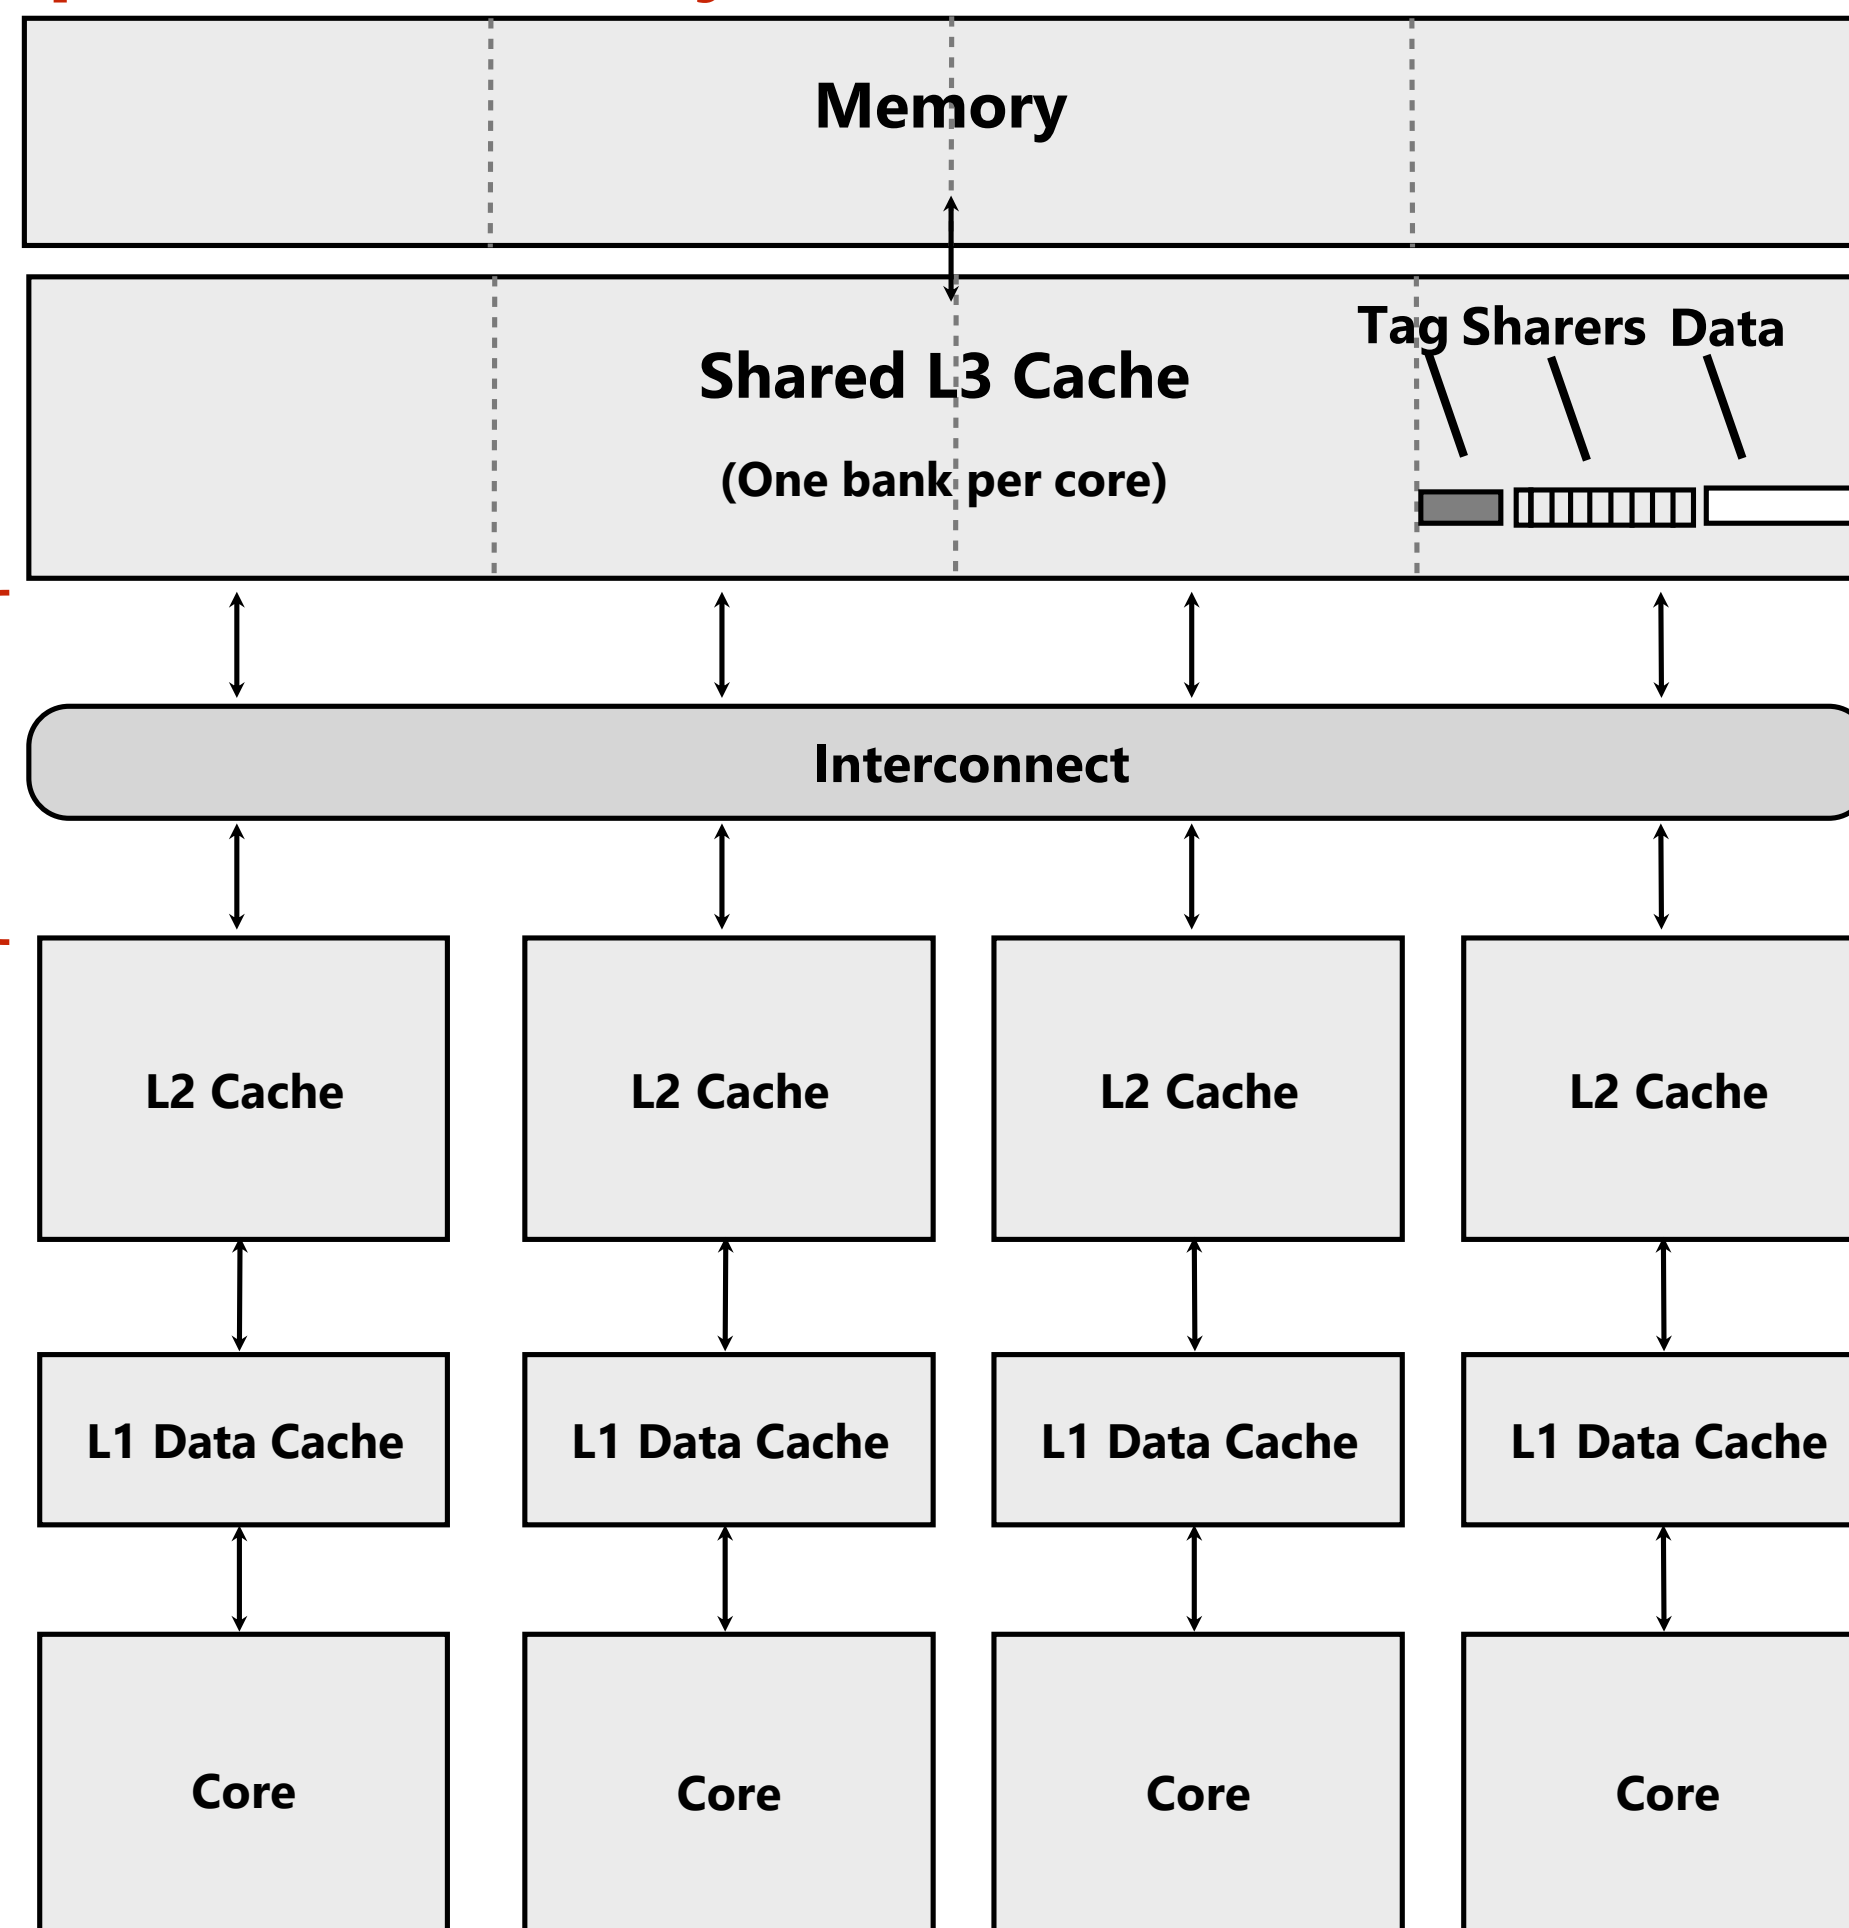 Memory
Tag Sharers Data
Shared L3 Cache
(One bank per core)
Interconnect
L2 Cache L2 Cache L2 Cache L2 Cache
L1 Data Cache L1 Data Cache L1 Data Cache L1 Data Cache
Core Core Core Core